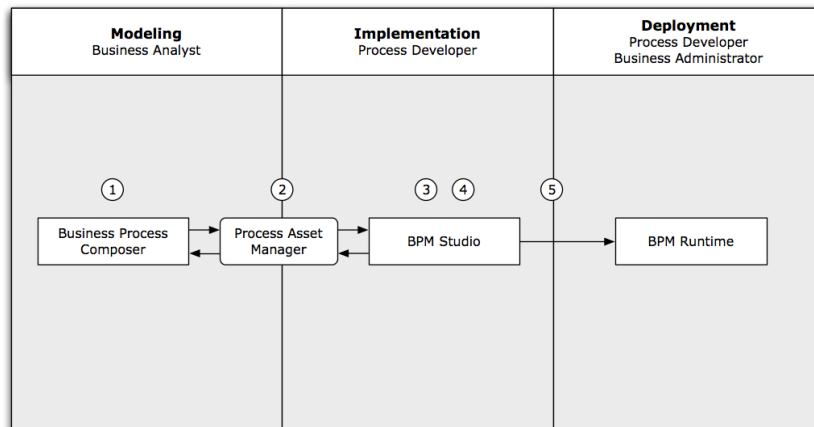 Modeling
Business Analyst
Implementation
Process Developer
Deployment
Process Developer
Business Administrator
1
2
3
4
5
Business Process
Composer
Process Asset
Manager
BPM Studio
BPM Runtime